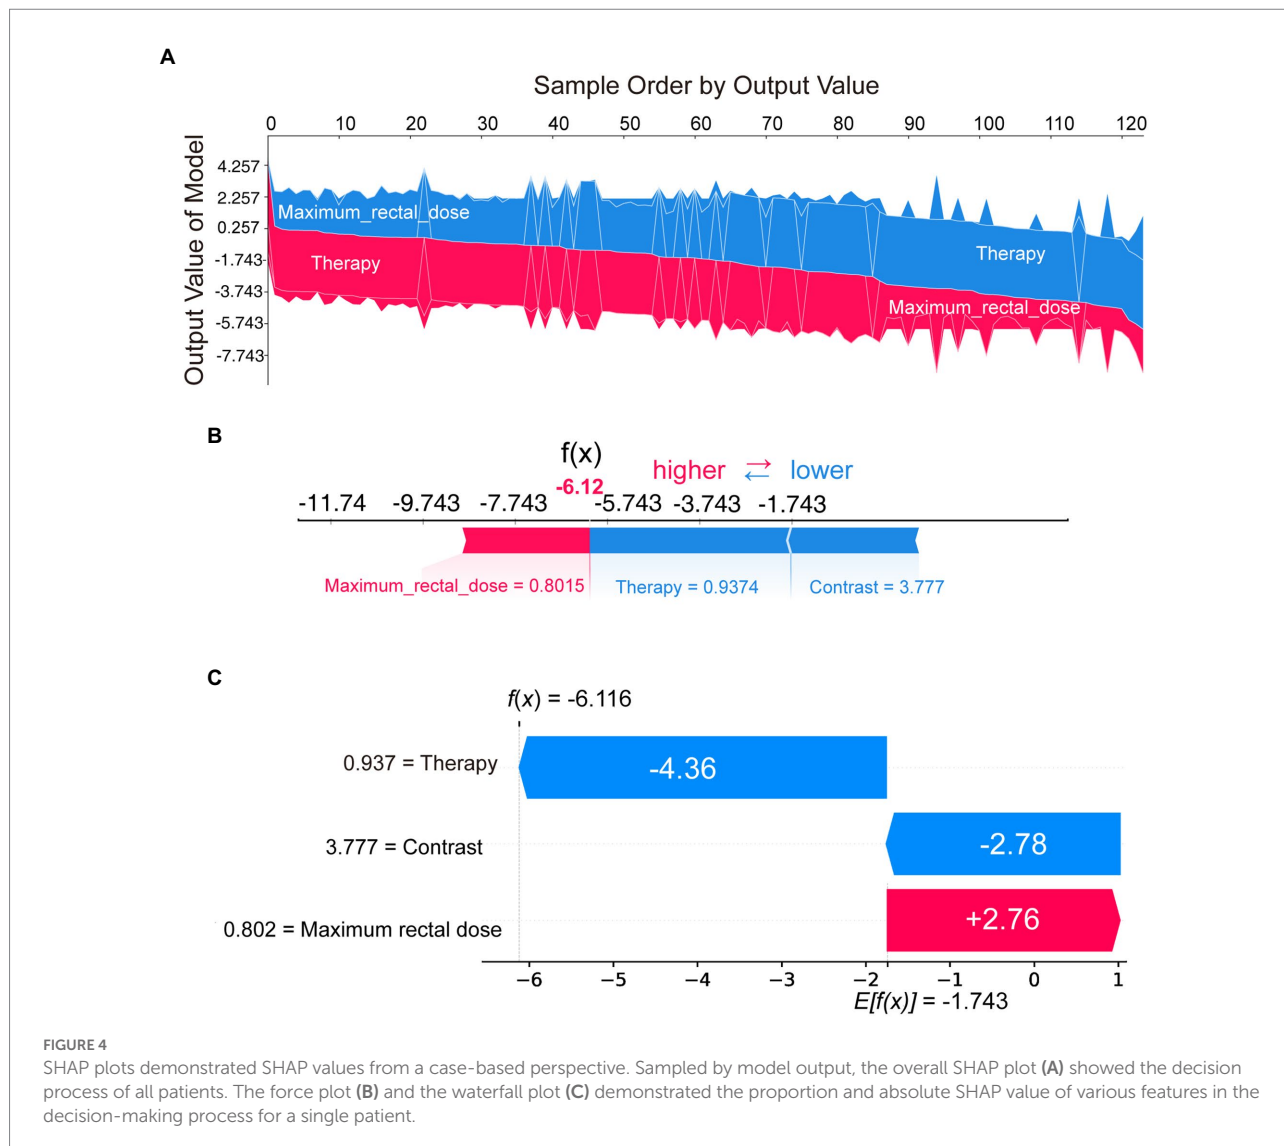 A
Sample Order by Output Value
0 10 20 30 40 50 60 70 80 90 100 110 120
Output Value of Model
4.257
2.257
0.257
-1.743
-3.743
-5.743
-7.743
Maximum_rectal_dose
Therapy
Therapy
Maximum_rectal_dose
B
f(x)
higher ⇄ lower
-6.12
-11.74 -9.743 -7.743 -5.743 -3.743 -1.743
Maximum_rectal_dose = 0.8015 Therapy = 0.9374 Contrast = 3.777
C
f(x) = -6.116
0.937 = Therapy
-4.36
3.777 = Contrast
-2.78
0.802 = Maximum rectal dose
+2.76
−6 −5 −4 −3 −2 −1 0 1
E[f(x)] = -1.743
FIGURE 4
SHAP plots demonstrated SHAP values from a case-based perspective. Sampled by model output, the overall SHAP plot (A) showed the decision
process of all patients. The force plot (B) and the waterfall plot (C) demonstrated the proportion and absolute SHAP value of various features in the
decision-making process for a single patient.